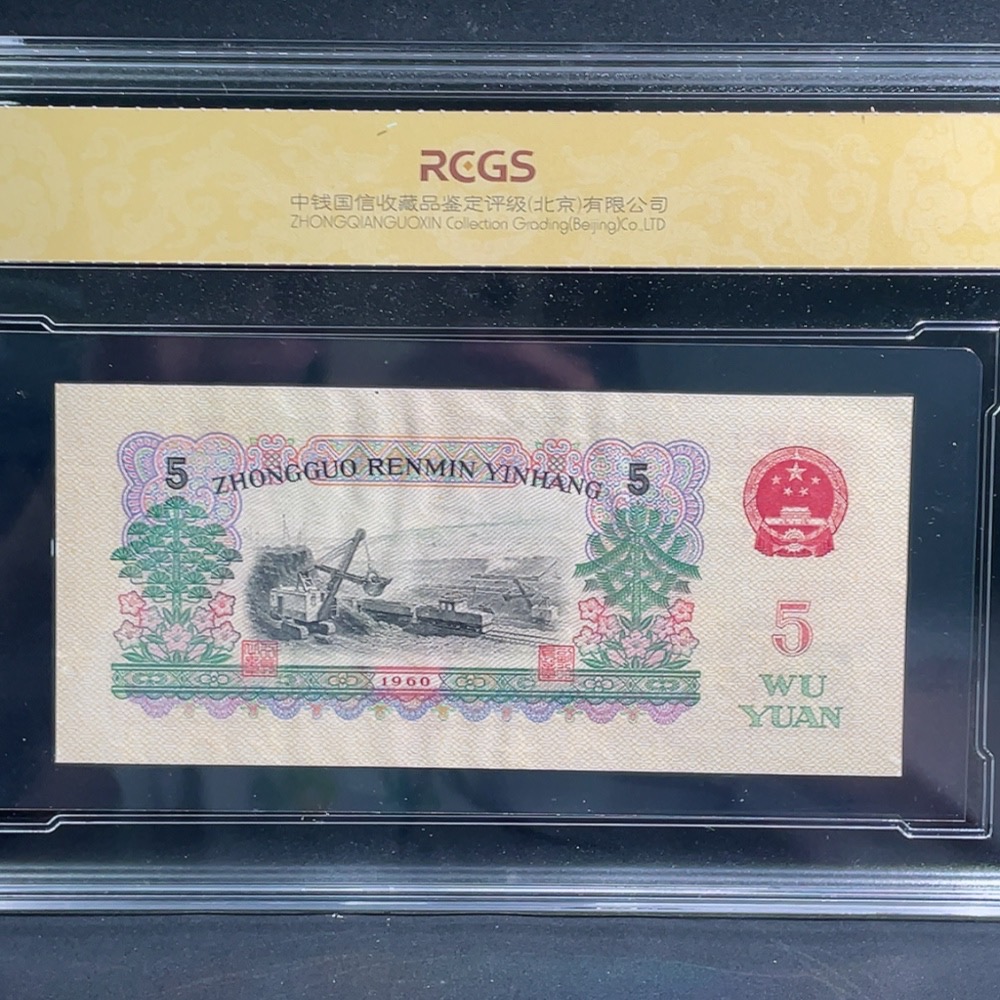 RCGS
中钱国信收藏品鉴定评级(北京)有限公司
ZHONGQIANGUOXIN Collection Grading(Beijing)Co.,LTD
5 ZHONGGUO RENMIN YINHANG 5
1960
5
WU
YUAN